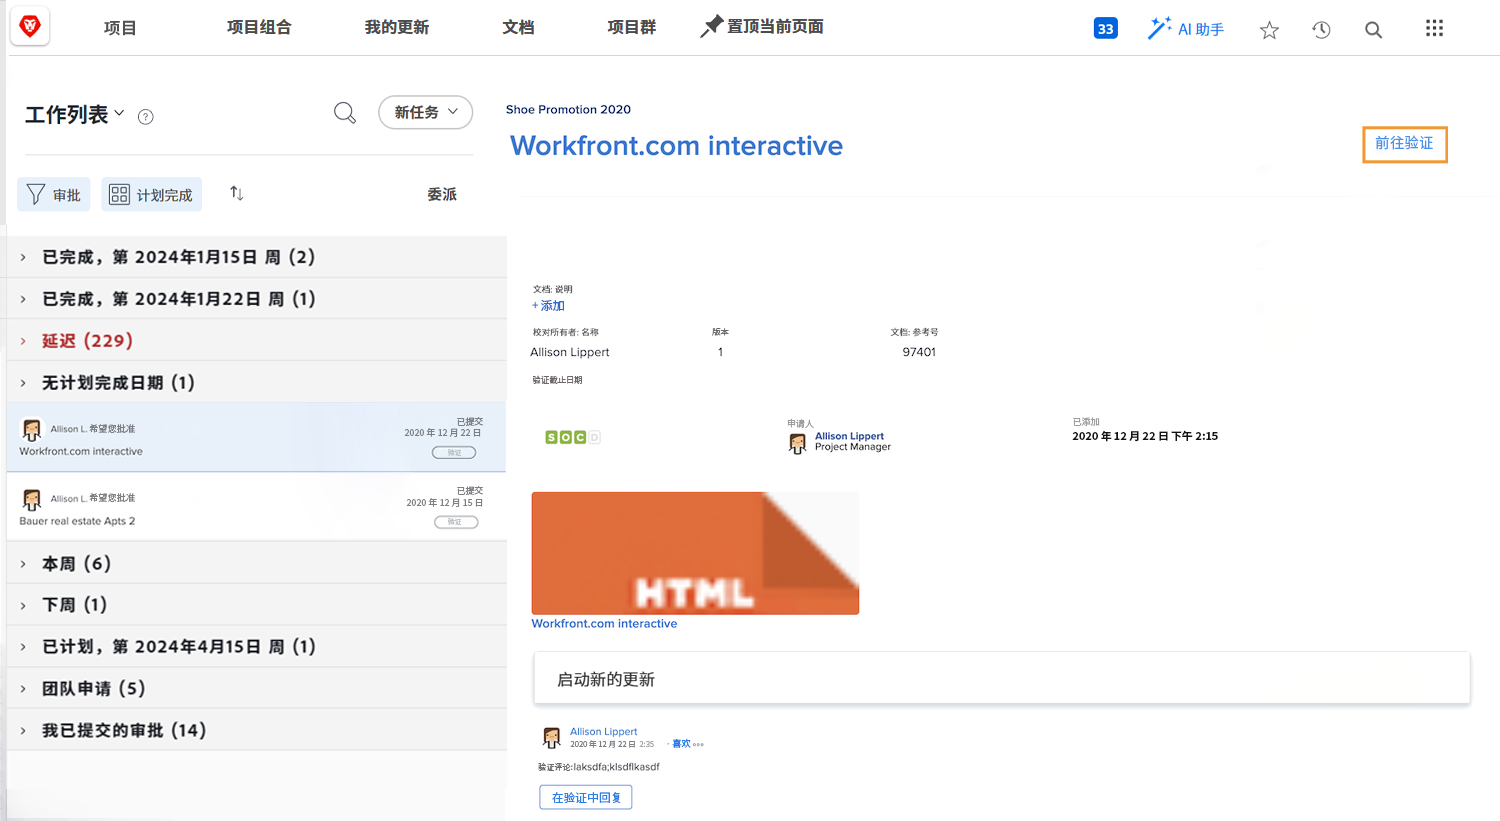 项目 项目组合 我的更新 文档 项目群 置顶当前页面 33 AI 助手
工作列表 ? 新任务
Shoe Promotion 2020
Workfront.com interactive
前往验证
审批 计划完成 委派
已完成，第 2024年1月15日 周 (2)
已完成，第 2024年1月22日 周 (1)
延迟 (229)
无计划完成日期 (1)
Allison L. 希望您批准 已提交
2020 年 12 月 22 日
Workfront.com interactive 验证
Allison L. 希望您批准 已提交
2020 年 12 月 15 日
Bauer real estate Apts 2 验证
本周 (6)
下周 (1)
已计划，第 2024年4月15日 周 (1)
团队申请 (5)
我已提交的审批 (14)
文档: 说明
+ 添加
校对所有者: 名称 版本 文档: 参考号
Allison Lippert 1 97401
验证截止日期
SOCD
申请人
Allison Lippert
Project Manager
已添加
2020 年 12 月 22 日 下午 2:15
HTML
Workfront.com interactive
启动新的更新
Allison Lippert
2020 年 12 月 22 日 2:35 · 喜欢
验证评论:laksdfa;klsdflkasdf
在验证中回复